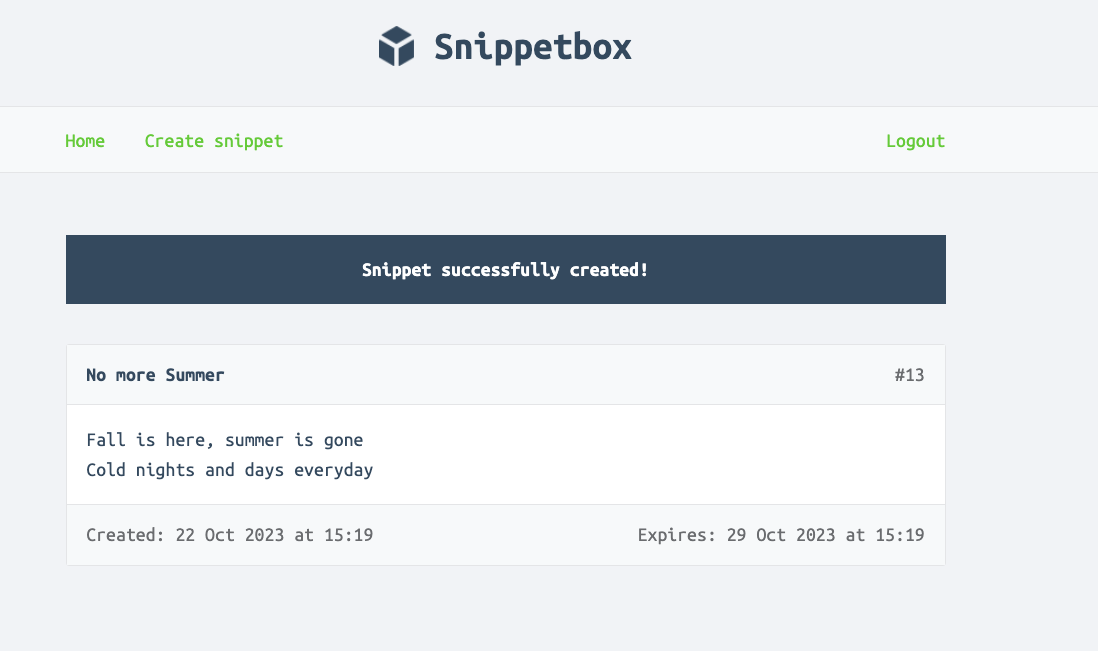 Snippetbox
Home Create snippet Logout
Snippet successfully created!
No more Summer #13
Fall is here, summer is gone
Cold nights and days everyday
Created: 22 Oct 2023 at 15:19 Expires: 29 Oct 2023 at 15:19